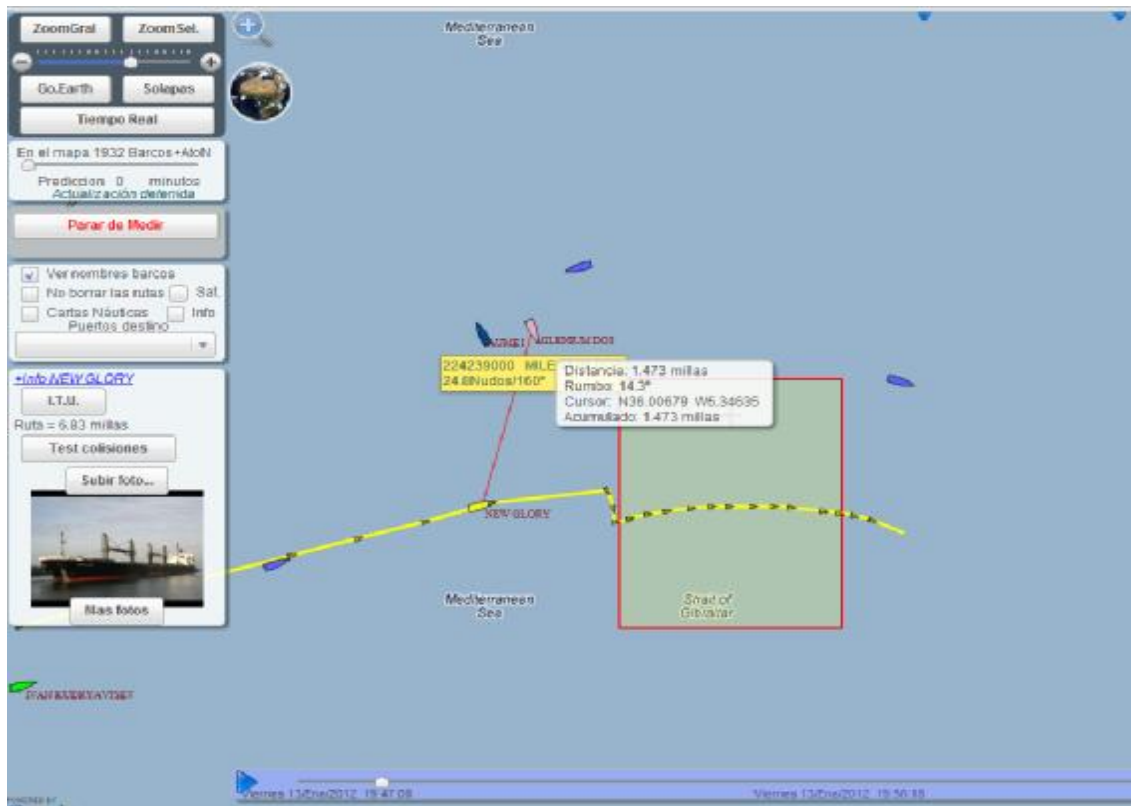 ZoomGral ZoomSel.
Go.Earth Solapas
Tiempo Real
En el mapa 1932 Barcos+AtoN
Prediccion 0 minutos
Actualización detenida
Parar de Medir
Ver nombres barcos
No borrar las rutas Sat.
Cartas Náuticas Info
Puertos destino
+Info NEW GLORY
I.T.U.
Ruta = 6.83 millas
Test colisiones
Subir foto...
Mas fotos
Mediterranean
Sea
224239000 MILE
24.8Nudos/160º
Distancia: 1.473 millas
Rumbo: 14.3º
Cursor: N36.00679 W5.34635
Acumulado: 1.473 millas
NEW GLORY
Mediterranean
Sea
Strait of
Gibraltar
Viernes 13/Ene/2012 19:47:08
Viernes 13/Ene/2012 19:56:18